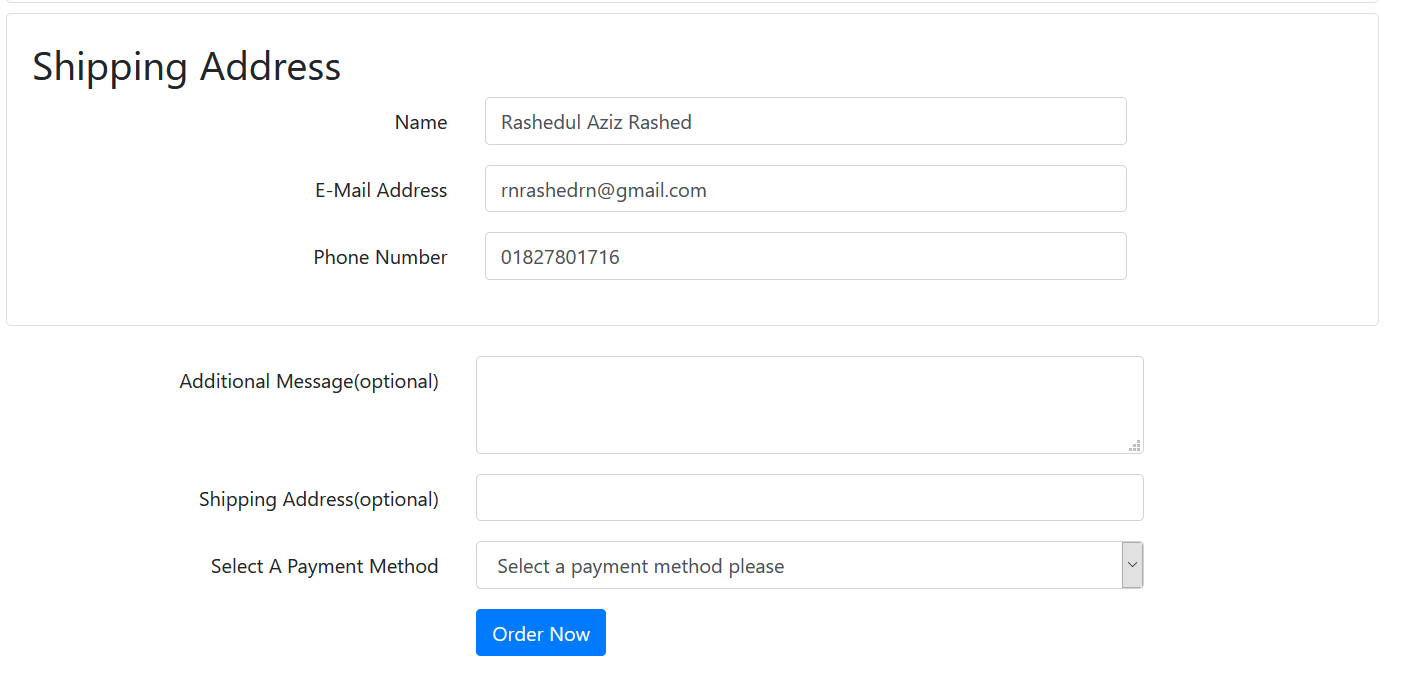 Shipping Address
Name Rashedul Aziz Rashed
E-Mail Address rnrashedrn@gmail.com
Phone Number 01827801716
Additional Message(optional)
Shipping Address(optional)
Select A Payment Method Select a payment method please
Order Now